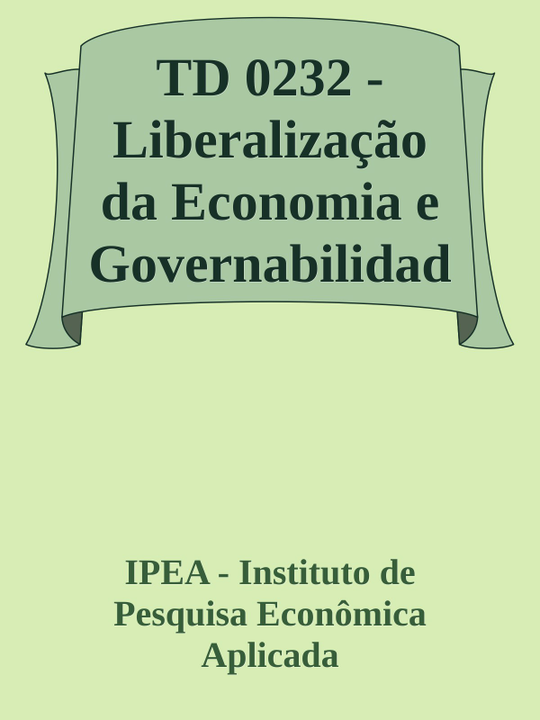 TD 0232 -
Liberalização
da Economia e
Governabilidad
IPEA - Instituto de
Pesquisa Econômica
Aplicada